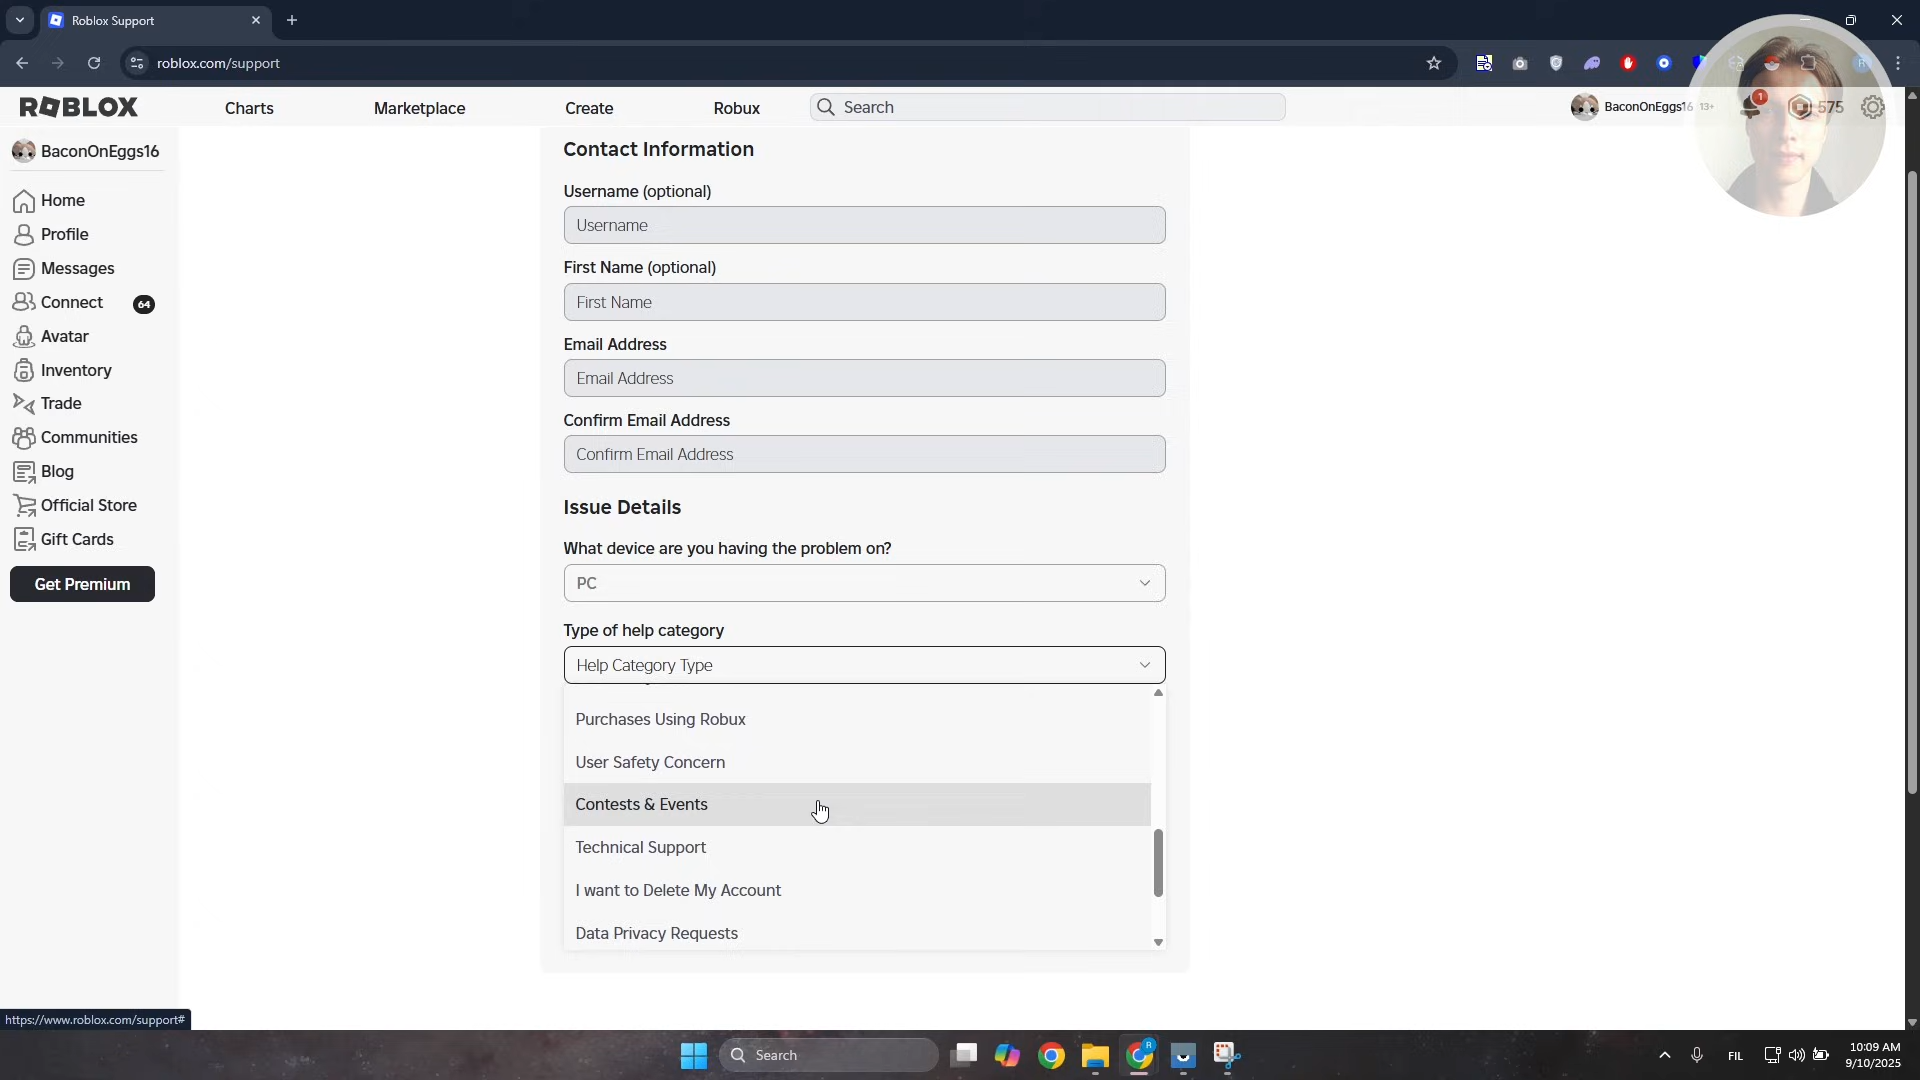 Roblox Support
roblox.com/support
ROBLOX
Charts
Marketplace
Create
Robux
Search
BaconOnEggs16 13+
1
575
BaconOnEggs16
Home
Profile
Messages
Connect
64
Avatar
Inventory
Trade
Communities
Blog
Official Store
Gift Cards
Get Premium
Contact Information
Username (optional)
Username
First Name (optional)
First Name
Email Address
Email Address
Confirm Email Address
Confirm Email Address
Issue Details
What device are you having the problem on?
PC
Type of help category
Help Category Type
Purchases Using Robux
User Safety Concern
Contests & Events
Technical Support
I want to Delete My Account
Data Privacy Requests
https://www.roblox.com/support#
Search
R
FIL
10:09 AM
9/10/2025